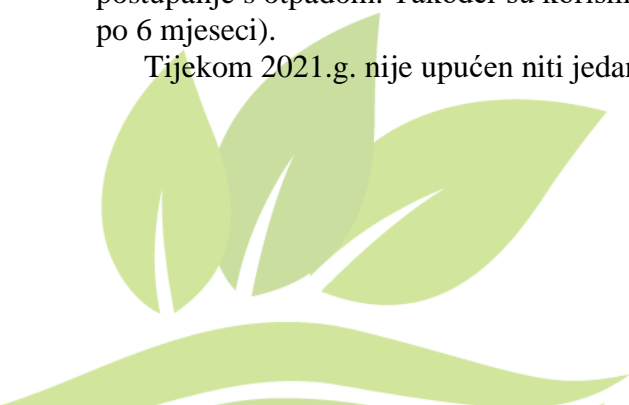 postupanje s otpadom. Također su korisni
po 6 mjeseci).
Tijekom 2021.g. nije upućen niti jedan